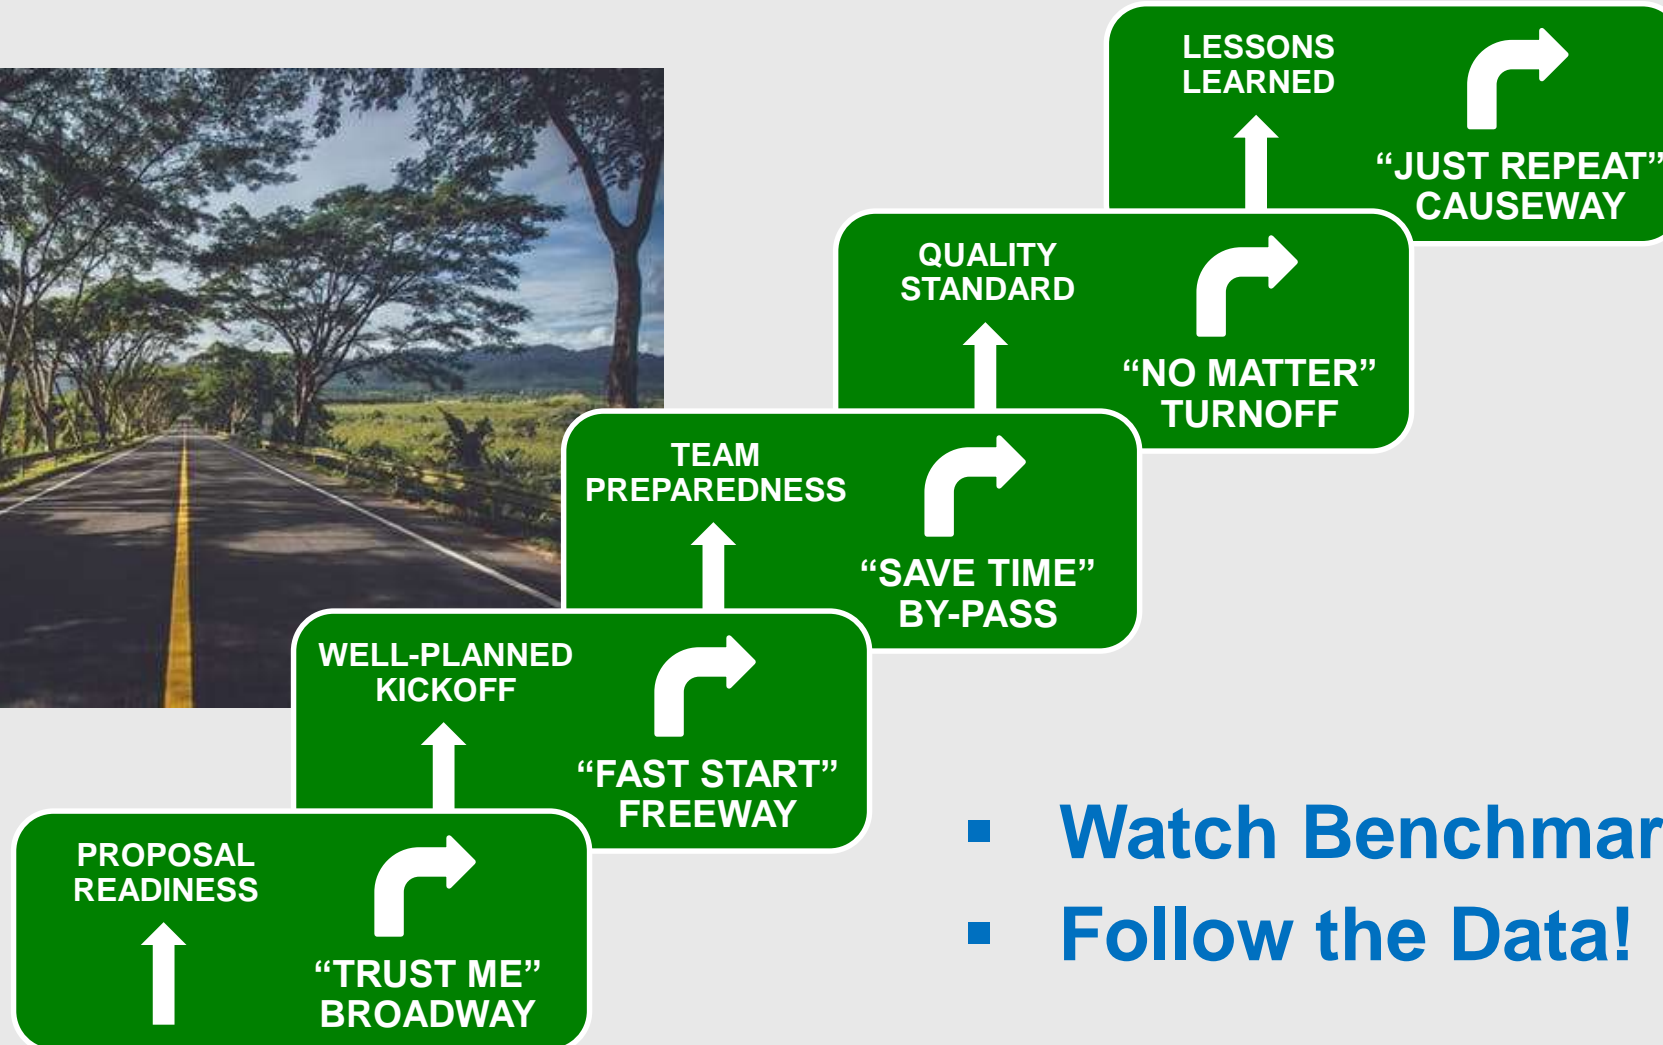 LESSONS
LEARNED
“JUST REPEAT”
CAUSEWAY
QUALITY
STANDARD
“NO MATTER”
TURNOFF
TEAM
PREPAREDNESS
“SAVE TIME”
BY-PASS
WELL-PLANNED
KICKOFF
“FAST START”
FREEWAY
PROPOSAL
READINESS
“TRUST ME”
BROADWAY
▪ Watch Benchmar
▪ Follow the Data!